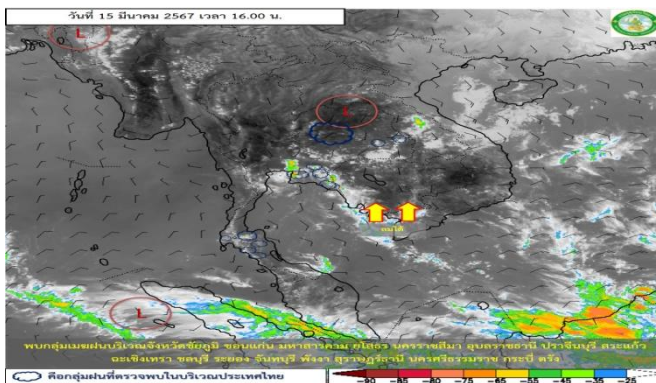 วันที่ 15 มีนาคม 2567 เวลา 16.00 น.
L
L
ลมใต้
L
พบกลุ่มเมฆฝนบริเวณจังหวัดชัยภูมิ ขอนแก่น มหาสารคาม ยโสธร นครราชสีมา อุบลราชธานี ปราจีนบุรี สระแก้ว
ฉะเชิงเทรา ชลบุรี ระยอง จันทบุรี พังงา สุราษฎร์ธานี นครศรีธรรมราช กระบี่ ตรัง
คือกลุ่มฝนที่ตรวจพบในบริเวณประเทศไทย
-90 -85 -80 -75 -65 -55 -45 -35 -25